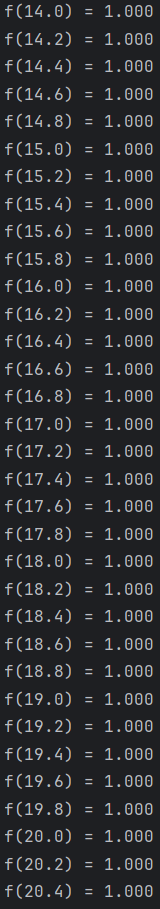 f(14.0) = 1.000
f(14.2) = 1.000
f(14.4) = 1.000
f(14.6) = 1.000
f(14.8) = 1.000
f(15.0) = 1.000
f(15.2) = 1.000
f(15.4) = 1.000
f(15.6) = 1.000
f(15.8) = 1.000
f(16.0) = 1.000
f(16.2) = 1.000
f(16.4) = 1.000
f(16.6) = 1.000
f(16.8) = 1.000
f(17.0) = 1.000
f(17.2) = 1.000
f(17.4) = 1.000
f(17.6) = 1.000
f(17.8) = 1.000
f(18.0) = 1.000
f(18.2) = 1.000
f(18.4) = 1.000
f(18.6) = 1.000
f(18.8) = 1.000
f(19.0) = 1.000
f(19.2) = 1.000
f(19.4) = 1.000
f(19.6) = 1.000
f(19.8) = 1.000
f(20.0) = 1.000
f(20.2) = 1.000
f(20.4) = 1.000